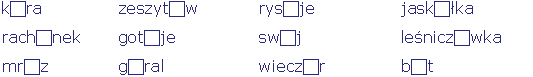 k□ra zeszyt□w rys□je jask□łka
rach□nek got□je sw□j leśnicz□wka
mr□z g□ral wiecz□r b□t